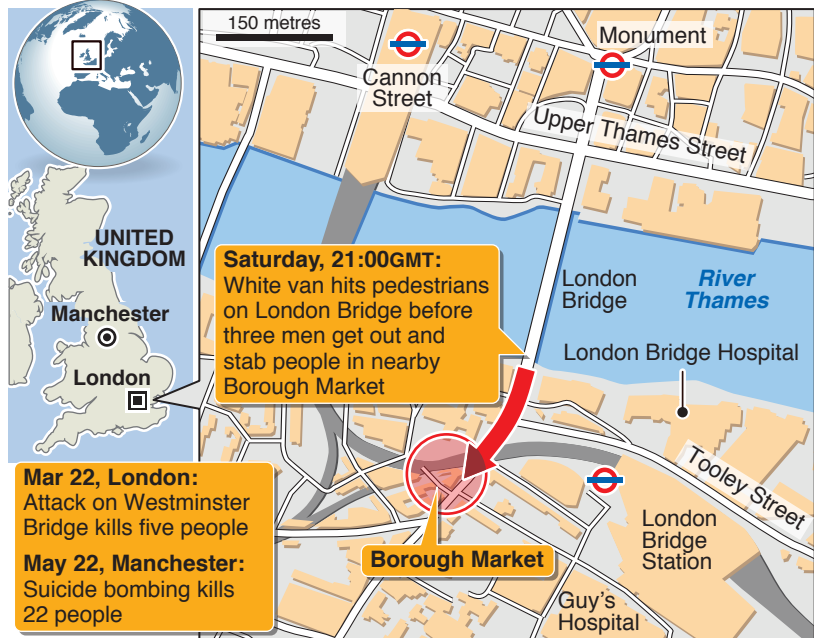 150 metres
Monument
Cannon
Street
Upper Thames Street
UNITED
KINGDOM
Manchester
London
Saturday, 21:00GMT:
White van hits pedestrians
on London Bridge before
three men get out and
stab people in nearby
Borough Market
London
Bridge
River
Thames
London Bridge Hospital
Tooley Street
London
Bridge
Station
Borough Market
Guy's
Hospital
Mar 22, London:
Attack on Westminster
Bridge kills five people
May 22, Manchester:
Suicide bombing kills
22 people